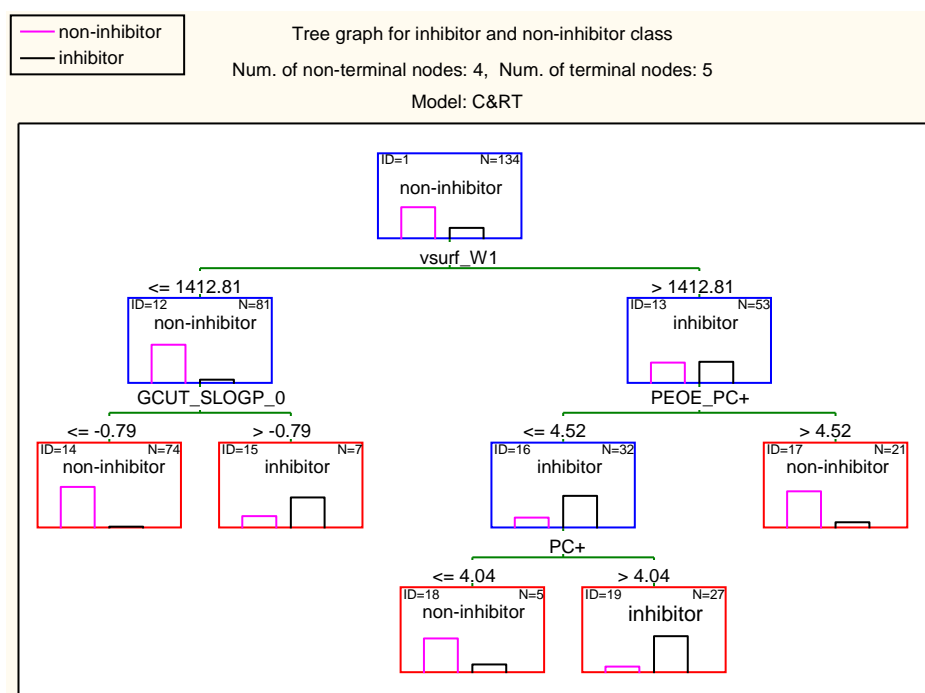 non-inhibitor
inhibitor
Tree graph for inhibitor and non-inhibitor class
Num. of non-terminal nodes: 4, Num. of terminal nodes: 5
Model: C&RT
ID=1 N=134
non-inhibitor
vsurf_W1
<= 1412.81 > 1412.81
ID=12 N=81 ID=13 N=53
non-inhibitor inhibitor
GCUT_SLOGP_0 PEOE_PC+
<= -0.79 > -0.79 <= 4.52 > 4.52
ID=14 N=74 ID=15 N=7 ID=16 N=32 ID=17 N=21
non-inhibitor inhibitor inhibitor non-inhibitor
PC+
<= 4.04 > 4.04
ID=18 N=5 ID=19 N=27
non-inhibitor inhibitor